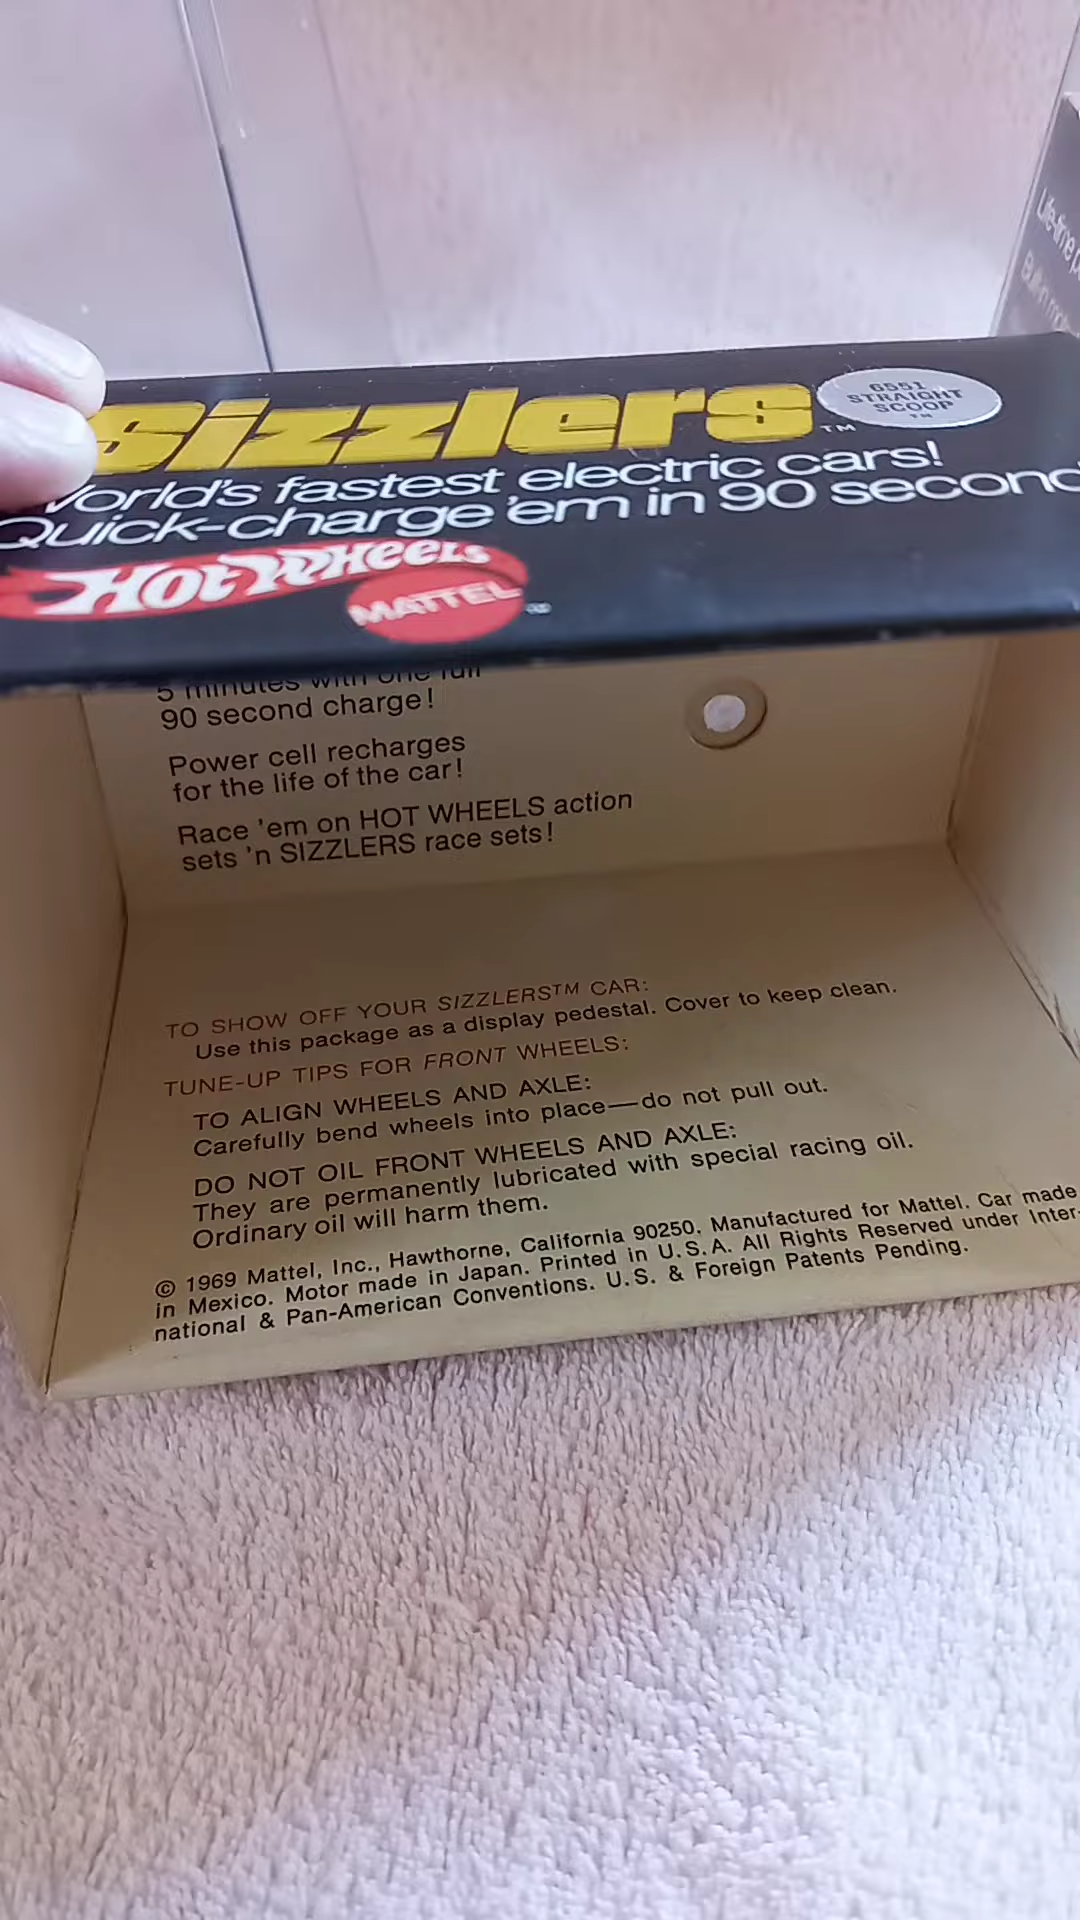 Sizzlers™
6551
STRAIGHT
SCOOP
TM
World's fastest electric cars!
Quick-charge 'em in 90 second
Hot Wheels
MATTEL
Life-time
Built-in
5 minutes with one full
90 second charge!
Power cell recharges
for the life of the car!
Race 'em on HOT WHEELS action
sets 'n SIZZLERS race sets!
TO SHOW OFF YOUR SIZZLERS™ CAR:
Use this package as a display pedestal. Cover to keep clean.
TUNE-UP TIPS FOR FRONT WHEELS:
TO ALIGN WHEELS AND AXLE:
Carefully bend wheels into place—do not pull out.
DO NOT OIL FRONT WHEELS AND AXLE:
They are permanently lubricated with special racing oil.
Ordinary oil will harm them.
© 1969 Mattel, Inc., Hawthorne, California 90250. Manufactured for Mattel. Car made
in Mexico. Motor made in Japan. Printed in U.S.A. All Rights Reserved under Inter-
national & Pan-American Conventions. U.S. & Foreign Patents Pending.